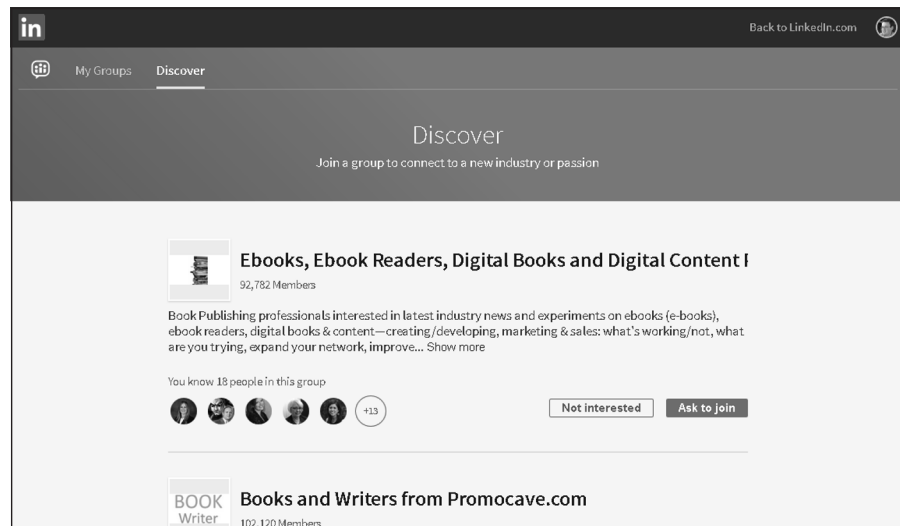 in
Back to LinkedIn.com
My Groups Discover
Discover
Join a group to connect to a new industry or passion
Ebooks, Ebook Readers, Digital Books and Digital Content
92,782 Members
Book Publishing professionals interested in latest industry news and experiments on ebooks (e-books),
ebook readers, digital books & content—creating/developing, marketing & sales: what's working/not, what
are you trying, expand your network, improve... Show more
You know 18 people in this group
+13
Not interested Ask to join
BOOK
Writer
Books and Writers from Promocave.com
102,120 Members